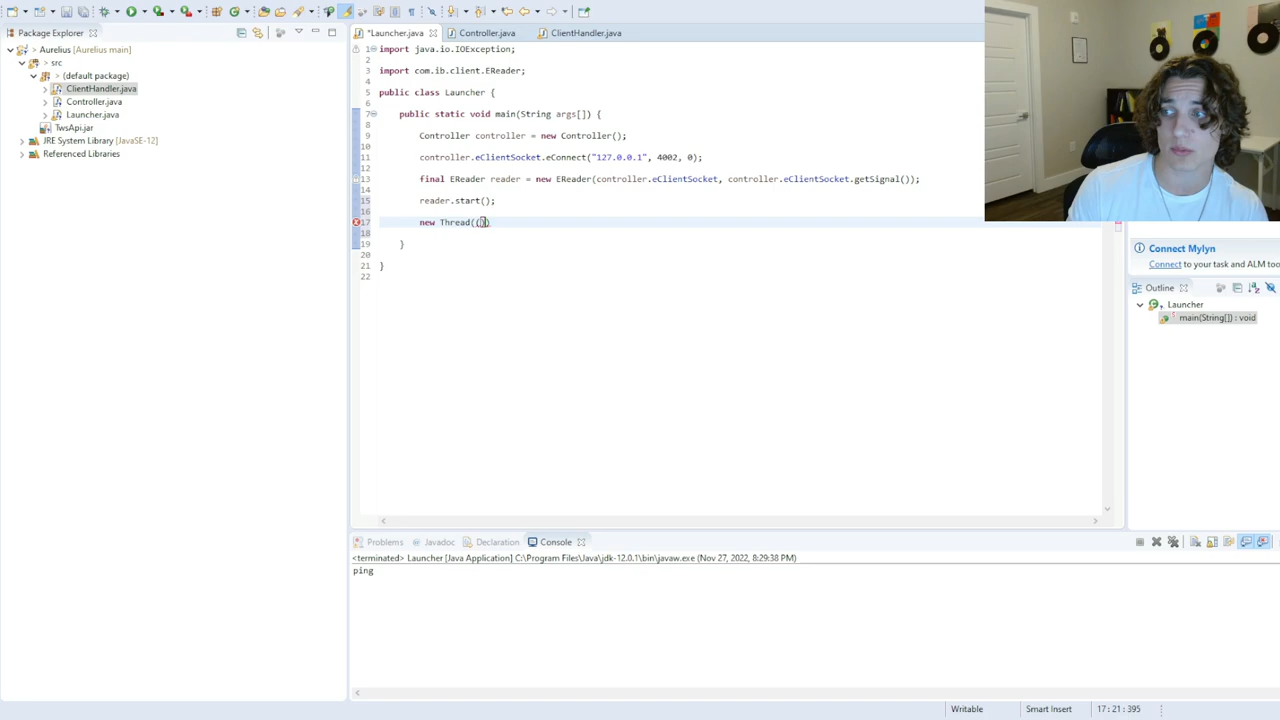 Package Explorer
Aurelius [Aurelius main]
> src
> (default package)
ClientHandler.java
Controller.java
Launcher.java
TwsApi.jar
JRE System Library [JavaSE-12]
Referenced Libraries
*Launcher.java
Controller.java
ClientHandler.java
1 import java.io.IOException;
2
3 import com.ib.client.EReader;
4
5 public class Launcher {
6
7 public static void main(String args[]) {
8
9 Controller controller = new Controller();
10
11 controller.eClientSocket.eConnect("127.0.0.1", 4002, 0);
12
13 final EReader reader = new EReader(controller.eClientSocket, controller.eClientSocket.getSignal());
14
15 reader.start();
16
17 new Thread(()
18
19 }
20
21 }
22
Connect Mylyn
Connect to your task and ALM too
Outline
Launcher
main(String[]) : void
Problems
Javadoc
Declaration
Console
<terminated> Launcher [Java Application] C:\Program Files\Java\jdk-12.0.1\bin\javaw.exe (Nov 27, 2022, 8:29:38 PM)
ping
Writable
Smart Insert
17 : 21 : 395